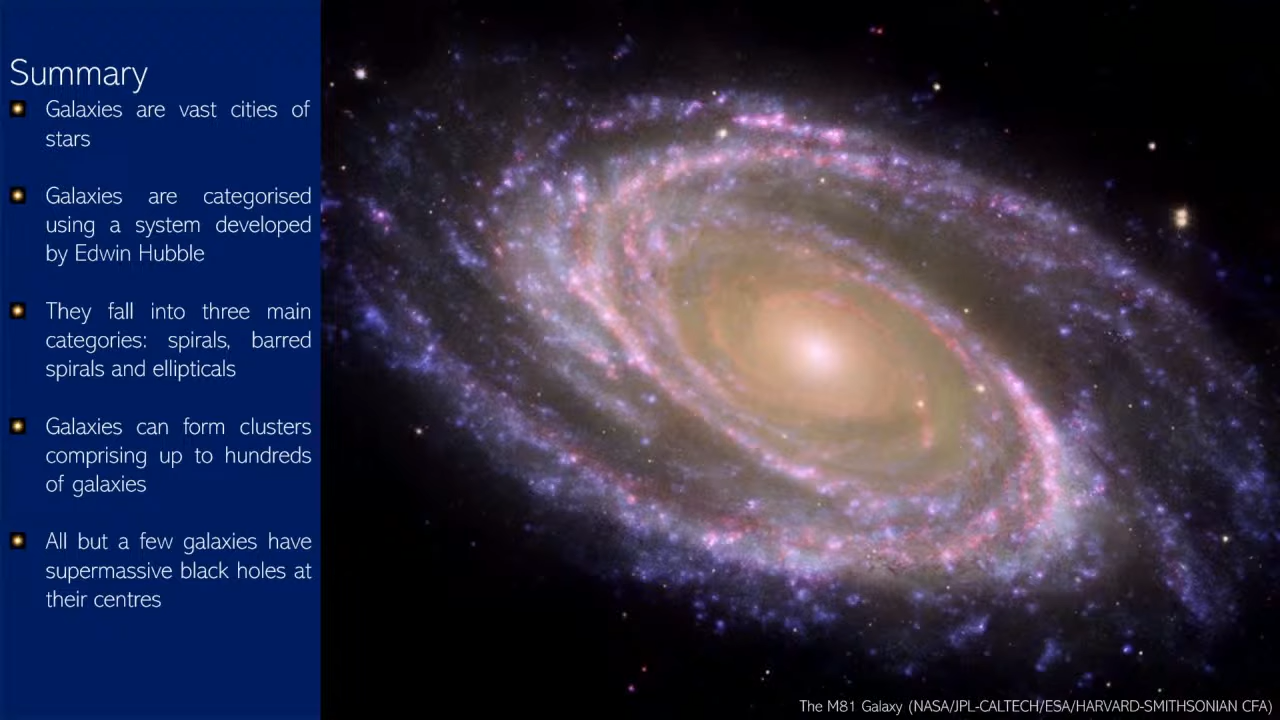 Summary
Galaxies are vast cities of
stars
Galaxies are categorised
using a system developed
by Edwin Hubble
They fall into three main
categories: spirals, barred
spirals and ellipticals
Galaxies can form clusters
comprising up to hundreds
of galaxies
All but a few galaxies have
supermassive black holes at
their centres
The M81 Galaxy (NASA/JPL-CALTECH/ESA/HARVARD-SMITHSONIAN CFA)